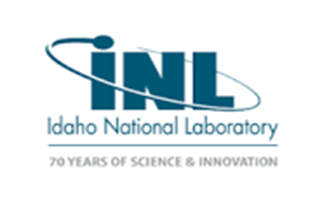 iNL
Idaho National Laboratory
70 YEARS OF SCIENCE & INNOVATION